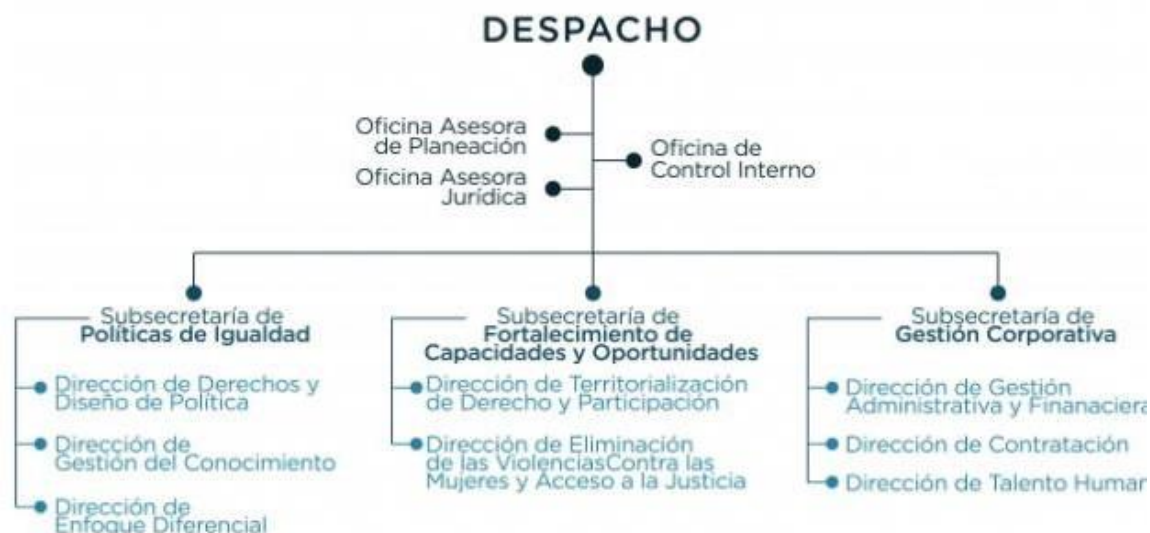 DESPACHO
Oficina Asesora
de Planeación
Oficina de
Control Interno
Oficina Asesora
Jurídica
Subsecretaría de
Políticas de Igualdad
Dirección de Derechos y
Diseño de Política
Dirección de
Gestión del Conocimiento
Dirección de
Enfoque Diferencial
Subsecretaría de
Fortalecimiento de
Capacidades y Oportunidades
Dirección de Territorialización
de Derecho y Participación
Dirección de Eliminación
de las ViolenciasContra las
Mujeres y Acceso a la Justicia
Subsecretaría de
Gestión Corporativa
Dirección de Gestión
Administrativa y Finanaciera
Dirección de Contratación
Dirección de Talento Human